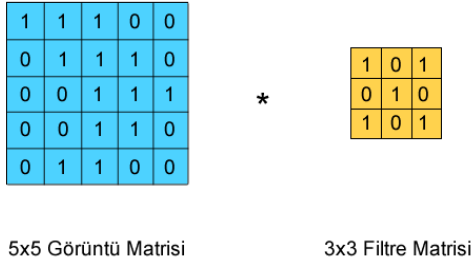 1 1 1 0 0
0 1 1 1 0
0 0 1 1 1
0 0 1 1 0
0 1 1 0 0
*
1 0 1
0 1 0
1 0 1
5x5 Görüntü Matrisi
3x3 Filtre Matrisi